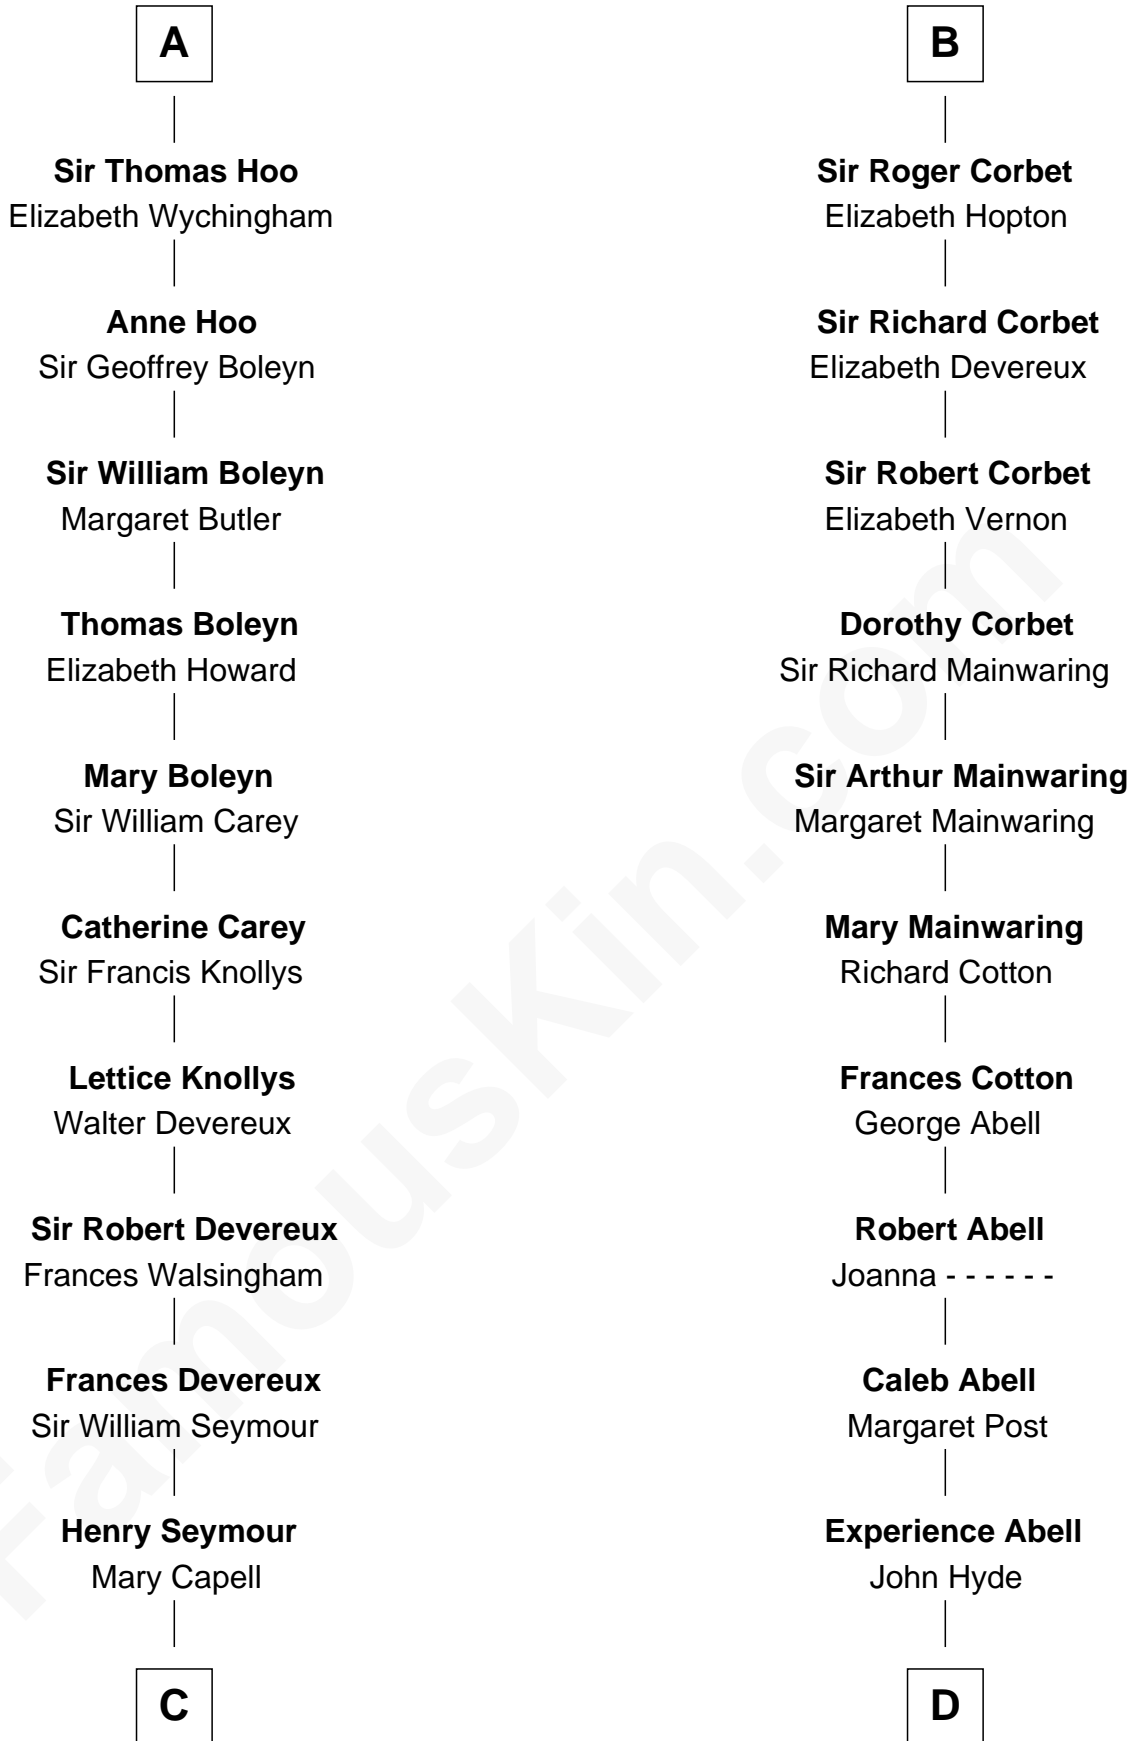 A
Sir Thomas Hoo
Elizabeth Wychingham
Anne Hoo
Sir Geoffrey Boleyn
Sir William Boleyn
Margaret Butler
Thomas Boleyn
Elizabeth Howard
Mary Boleyn
Sir William Carey
Catherine Carey
Sir Francis Knollys
Lettice Knollys
Walter Devereux
Sir Robert Devereux
Frances Walsingham
Frances Devereux
Sir William Seymour
Henry Seymour
Mary Capell
C
B
Sir Roger Corbet
Elizabeth Hopton
Sir Richard Corbet
Elizabeth Devereux
Sir Robert Corbet
Elizabeth Vernon
Dorothy Corbet
Sir Richard Mainwaring
Sir Arthur Mainwaring
Margaret Mainwaring
Mary Mainwaring
Richard Cotton
Frances Cotton
George Abell
Robert Abell
Joanna - - - - - -
Caleb Abell
Margaret Post
Experience Abell
John Hyde
D
FamousKin.com